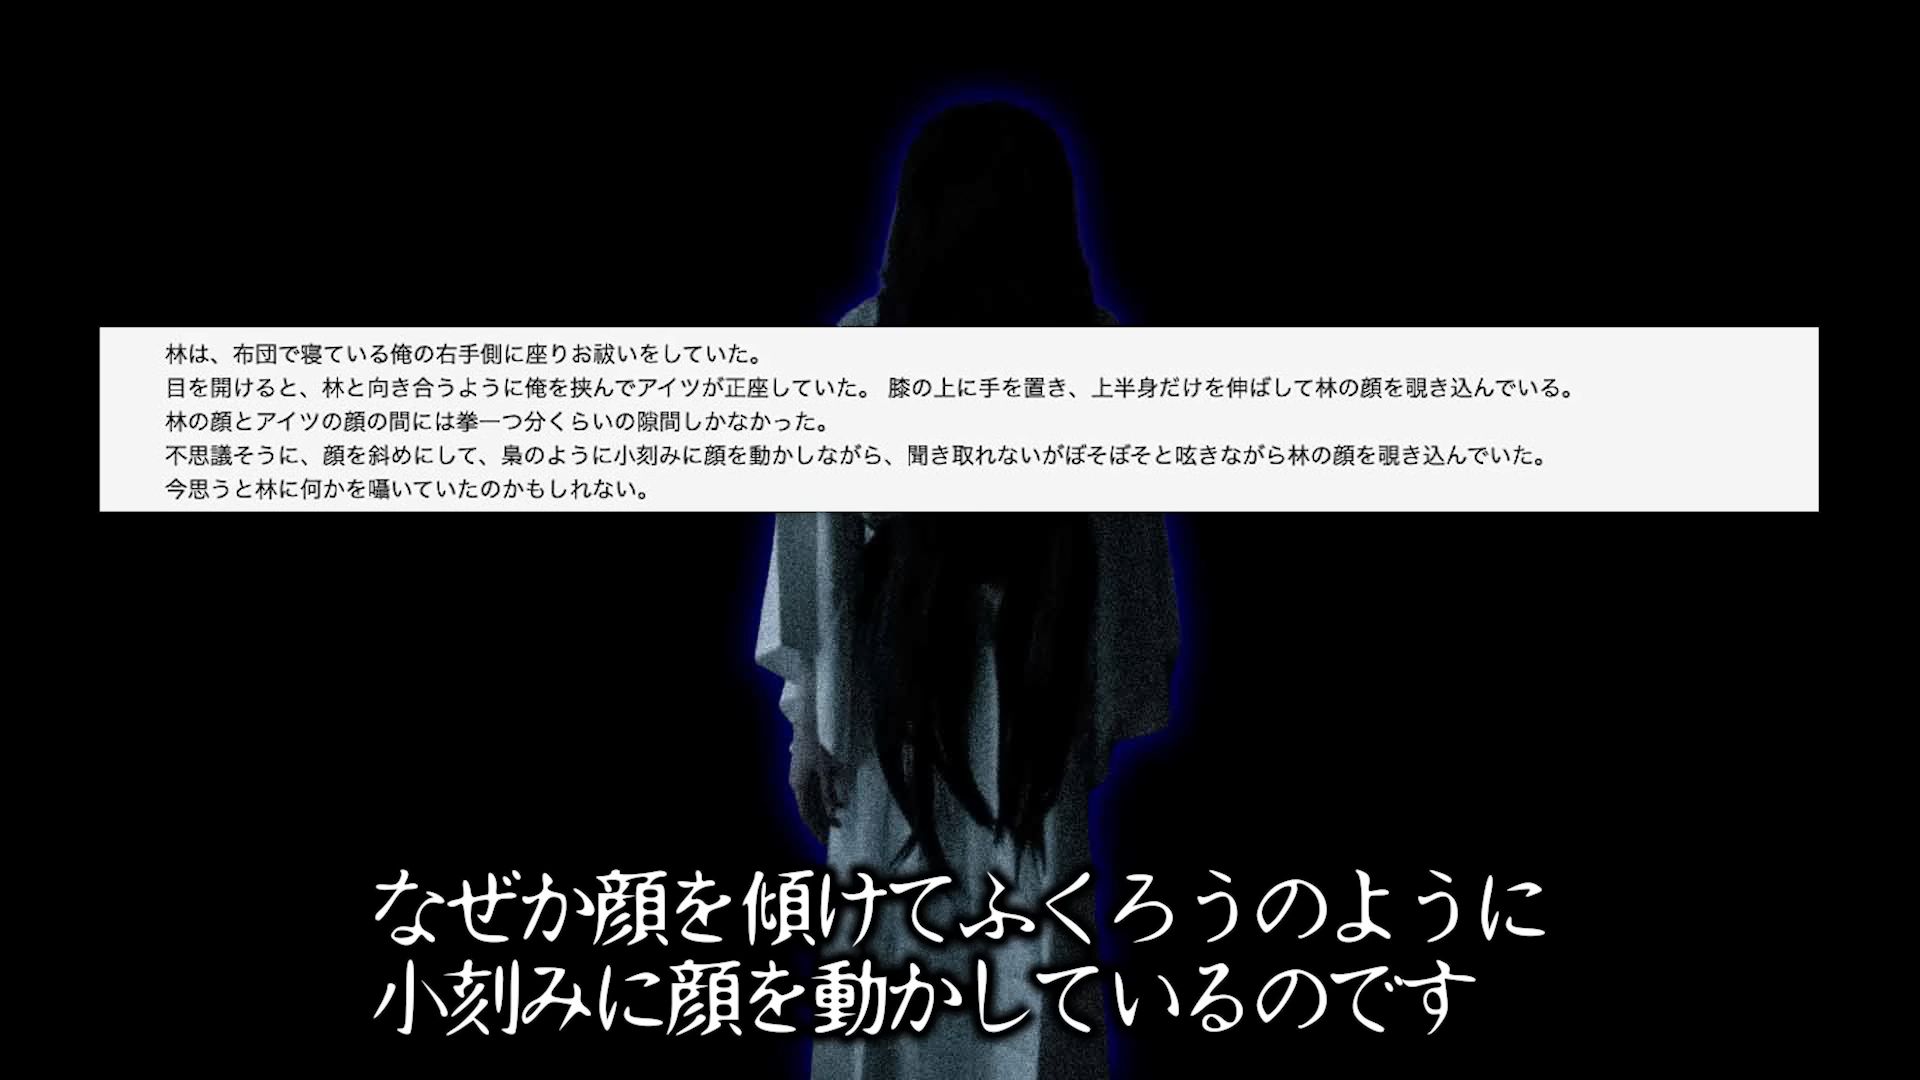 林は、布団で寝ている俺の右手側に座りお祓いをしていた。
目を開けると、林と向き合うように俺を挟んでアイツが正座していた。 膝の上に手を置き、上半身だけを伸ばして林の顔を覗き込んでいる。
林の顔とアイツの顔の間には拳一つ分くらいの隙間しかなかった。
不思議そうに、顔を斜めにして、梟のように小刻みに顔を動かしながら、聞き取れないがぼそぼそと呟きながら林の顔を覗き込んでいた。
今思うと林に何かを囁いていたのかもしれない。
なぜか顔を傾けてふくろうのように
小刻みに顔を動かしているのです